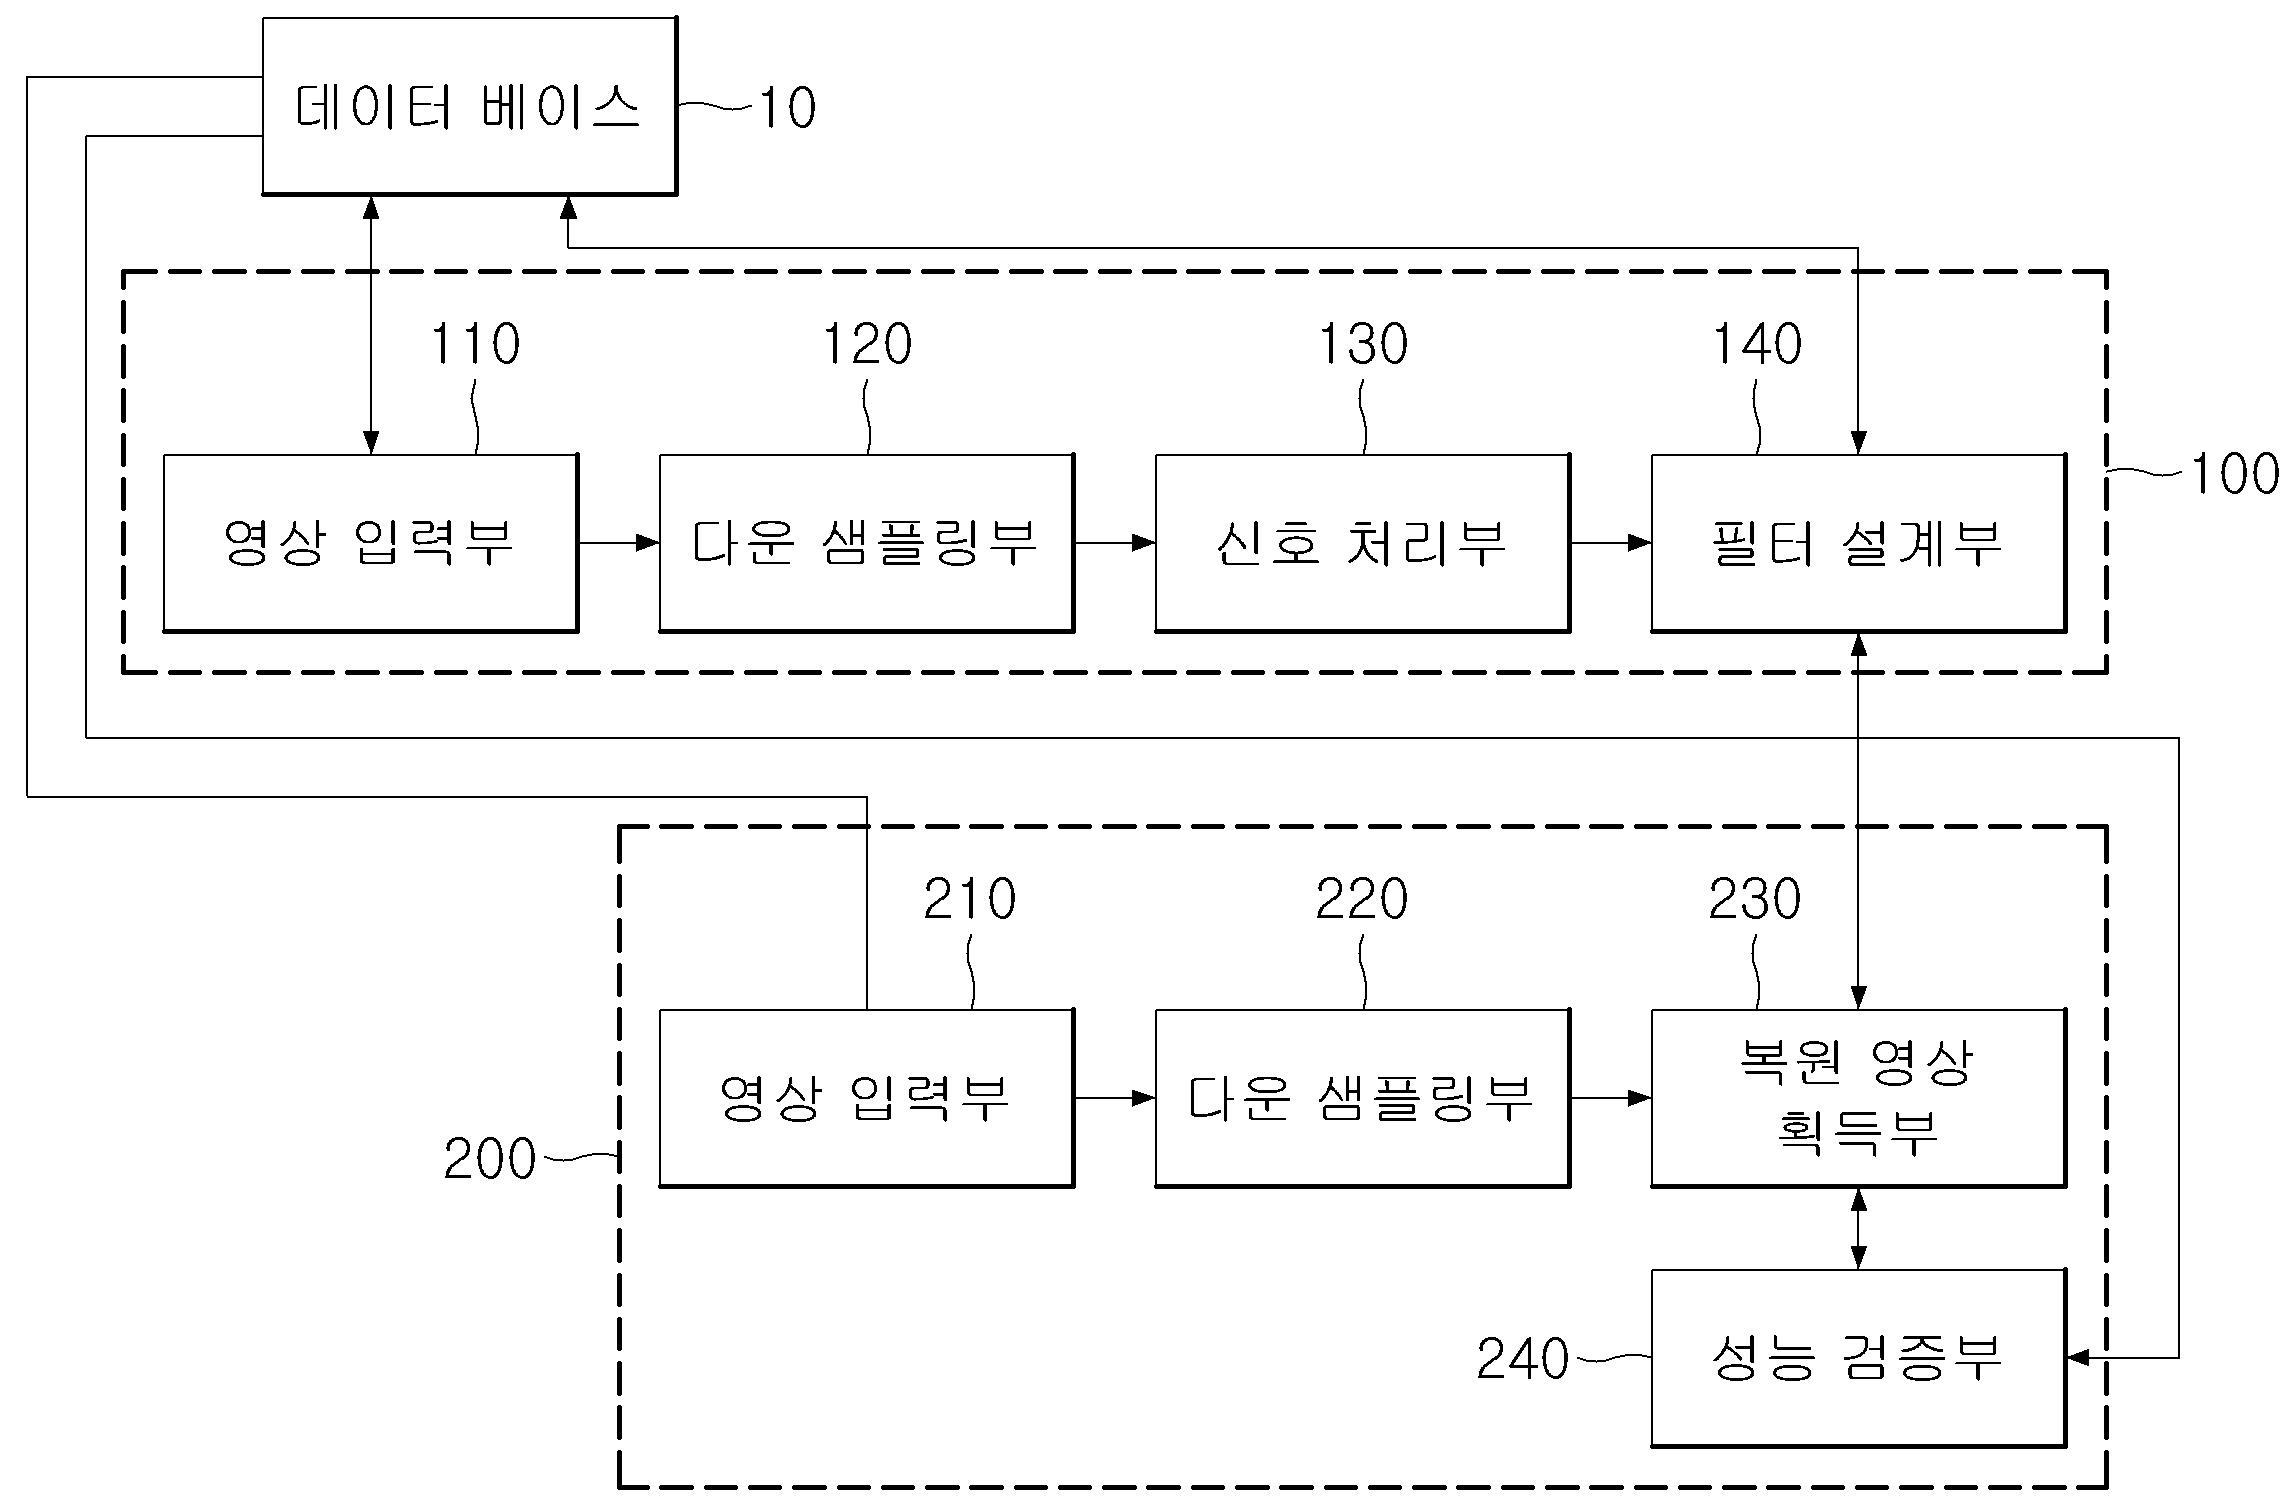 데이터 베이스
10
110
120
130
140
영상 입력부
다운 샘플링부
신호 처리부
필터 설계부
100
210
220
230
영상 입력부
다운 샘플링부
복원 영상
획득부
200
240
성능 검증부